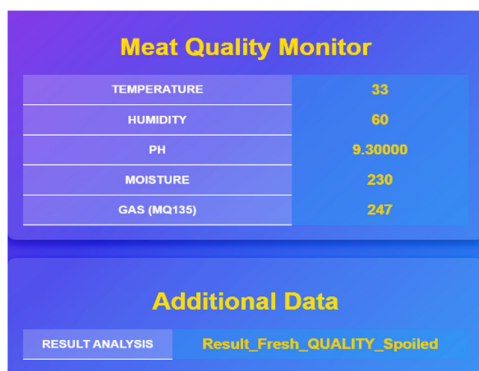 Meat Quality Monitor
TEMPERATURE 33
HUMIDITY 60
PH 9.30000
MOISTURE 230
GAS (MQ135) 247
Additional Data
RESULT ANALYSIS Result_Fresh_QUALITY_Spoiled